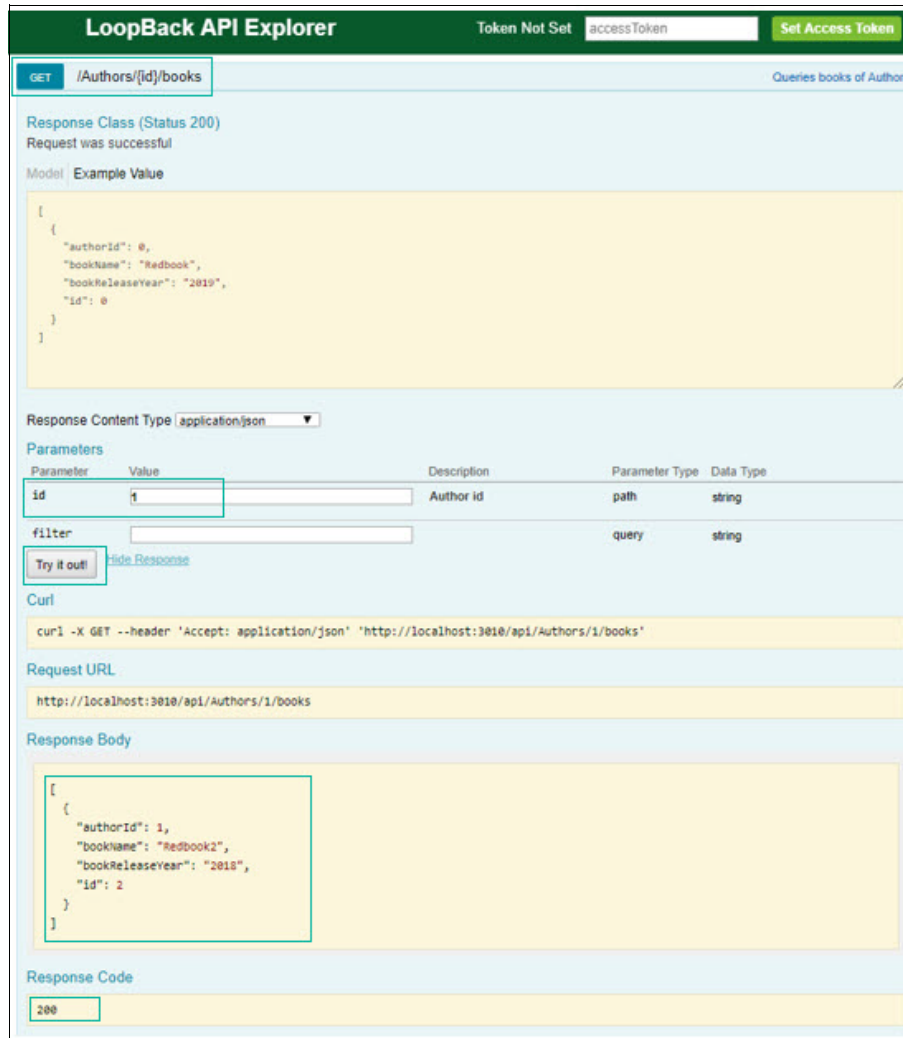 LoopBack API Explorer
Token Not Set accessToken Set Access Token
GET /Authors/{id}/books Queries books of Author
Response Class (Status 200)
Request was successful
Model Example Value
[
{
"authorId": 0,
"bookName": "Redbook",
"bookReleaseYear": "2019",
"id": 0
}
]
Response Content Type application/json
Parameters
Parameter Value Description Parameter Type Data Type
id 1 Author id path string
filter query string
Try it out! Hide Response
Curl
curl -X GET --header 'Accept: application/json' 'http://localhost:3010/api/Authors/1/books'
Request URL
http://localhost:3010/api/Authors/1/books
Response Body
[
{
"authorId": 1,
"bookName": "Redbook2",
"bookReleaseYear": "2018",
"id": 2
}
]
Response Code
200